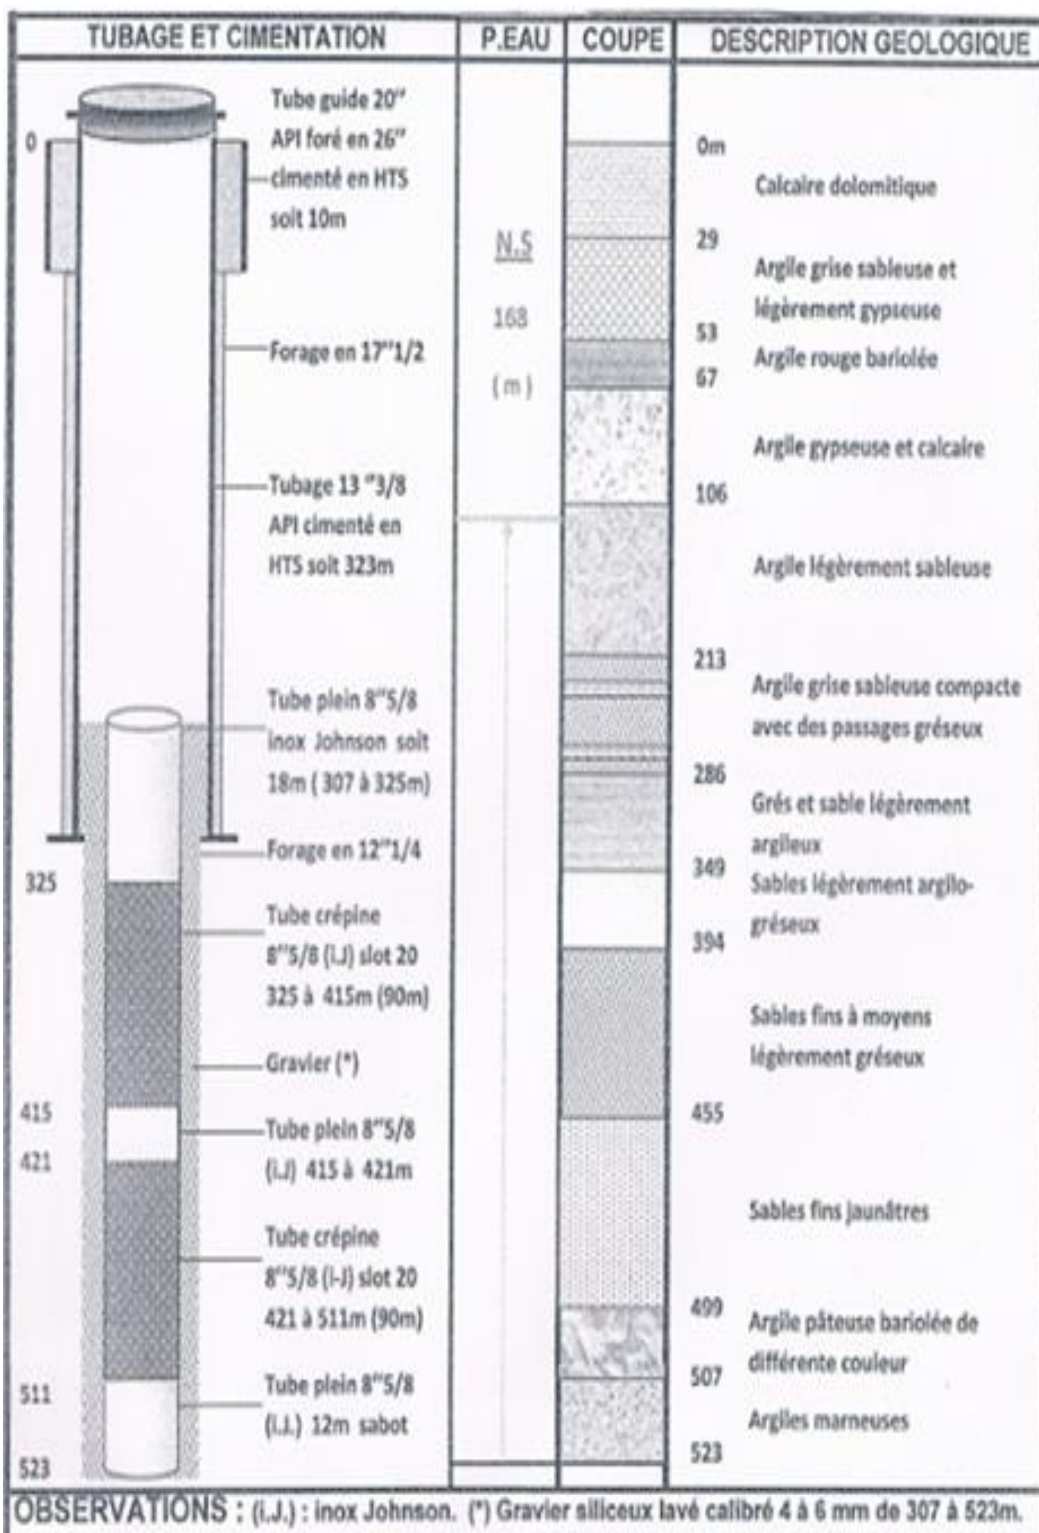 TUBAGE ET CIMENTATION
P.EAU
COUPE
DESCRIPTION GEOLOGIQUE
0
Tube guide 20"
API foré en 26"
cimenté en HTS
soit 10m
Forage en 17"1/2
Tubage 13 "3/8
API cimenté en
HTS soit 323m
Tube plein 8"5/8
inox Johnson soit
18m ( 307 à 325m)
Forage en 12"1/4
325
Tube crépine
8"5/8 (i.J) slot 20
325 à 415m (90m)
Gravier (*)
415
Tube plein 8"5/8
(i.J) 415 à 421m
421
Tube crépine
8"5/8 (i-J) slot 20
421 à 511m (90m)
511
Tube plein 8"5/8
(i.J.) 12m sabot
523
N.S
168
( m )
0m
Calcaire dolomitique
29
Argile grise sableuse et
légèrement gypseuse
53
Argile rouge bariolée
67
Argile gypseuse et calcaire
106
Argile légèrement sableuse
213
Argile grise sableuse compacte
avec des passages gréseux
286
Grés et sable légèrement
argileux
349
Sables légèrement argilo-
gréseux
394
Sables fins à moyens
légèrement gréseux
455
Sables fins jaunâtres
499
Argile pâteuse bariolée de
différente couleur
507
Argiles marneuses
523
OBSERVATIONS : (i.J.) : inox Johnson. (*) Gravier siliceux lavé calibré 4 à 6 mm de 307 à 523m.